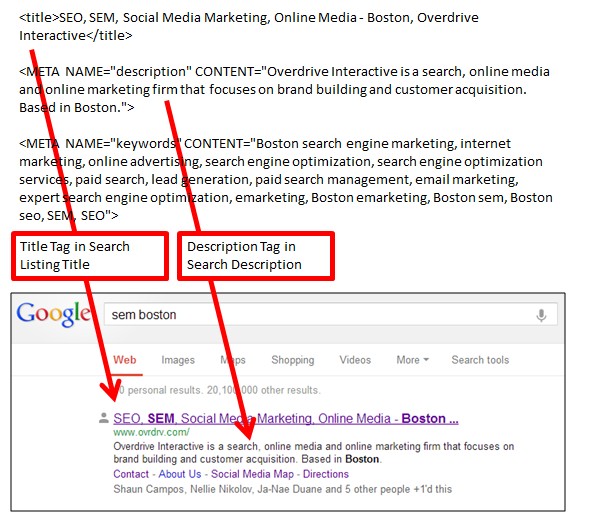 <title>SEO, SEM, Social Media Marketing, Online Media - Boston, Overdrive
Interactive</title>
<META NAME="description" CONTENT="Overdrive Interactive is a search, online media
and online marketing firm that focuses on brand building and customer acquisition.
Based in Boston.">
<META NAME="keywords" CONTENT="Boston search engine marketing, internet
marketing, online advertising, search engine optimization, search engine optimization
services, paid search, lead generation, paid search management, email marketing,
expert search engine optimization, emarketing, Boston emarketing, Boston sem, Boston
seo, SEM, SEO">
Title Tag in Search
Listing Title
Description Tag in
Search Description
Google
sem boston
Web Images Maps Shopping Videos More Search tools
personal results. 20,100,000 other results.
SEO, SEM, Social Media Marketing, Online Media - Boston ...
www.ovrdrv.com/
Overdrive Interactive is a search, online media and online marketing firm that focuses on
brand building and customer acquisition. Based in Boston.
Contact - About Us - Social Media Map - Directions
Shaun Campos, Nellie Nikolov, Ja-Nae Duane and 5 other people +1'd this